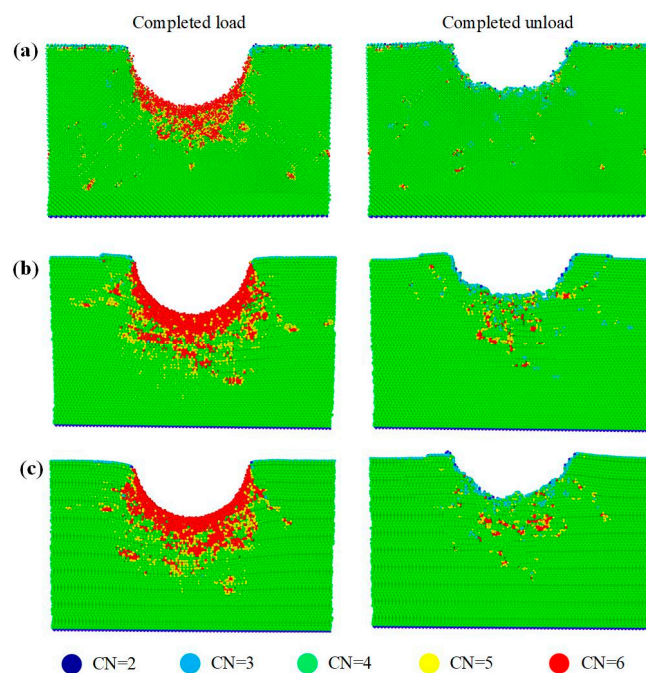 Completed load Completed unload
(a)
(b)
(c)
CN=2 CN=3 CN=4 CN=5 CN=6